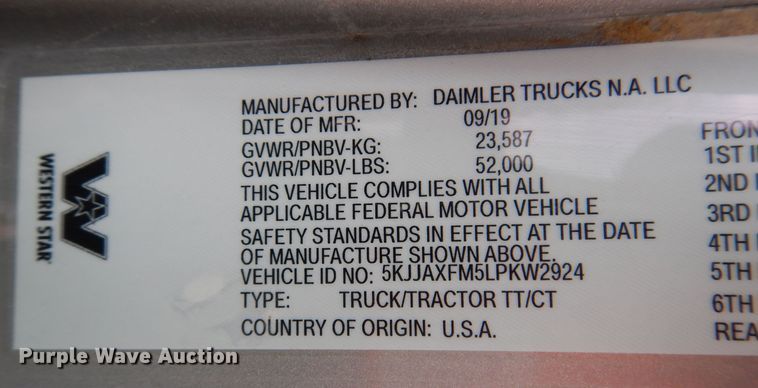 WESTERN STAR
MANUFACTURED BY: DAIMLER TRUCKS N.A. LLC
DATE OF MFR: 09/19
GVWR/PNBV-KG: 23,587
GVWR/PNBV-LBS: 52,000
THIS VEHICLE COMPLIES WITH ALL
APPLICABLE FEDERAL MOTOR VEHICLE
SAFETY STANDARDS IN EFFECT AT THE DATE
OF MANUFACTURE SHOWN ABOVE.
VEHICLE ID NO: 5KJJAXFM5LPKW2924
TYPE: TRUCK/TRACTOR TT/CT
COUNTRY OF ORIGIN: U.S.A.
FRON
1ST I
2ND
3RD
4TH
5TH
6TH
REA
Purple Wave Auction